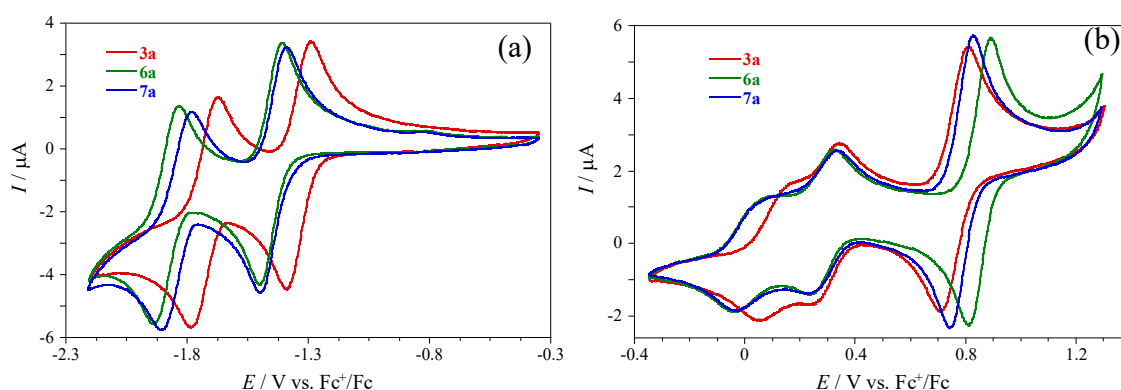 (a)
3a
6a
7a
I / µA
4
2
0
-2
-4
-6
-2.3 -1.8 -1.3 -0.8 -0.3
E / V vs. Fc⁺/Fc
(b)
3a
6a
7a
I / µA
6
4
2
0
-2
-0.4 0 0.4 0.8 1.2
E / V vs. Fc⁺/Fc